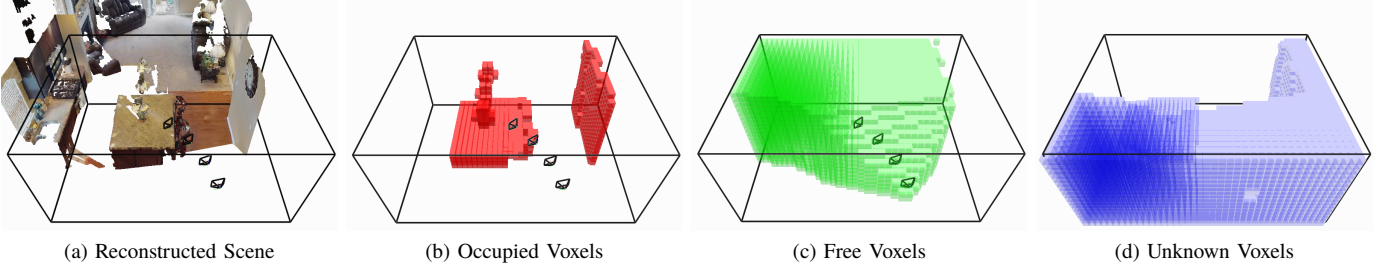 (a) Reconstructed Scene
(b) Occupied Voxels
(c) Free Voxels
(d) Unknown Voxels